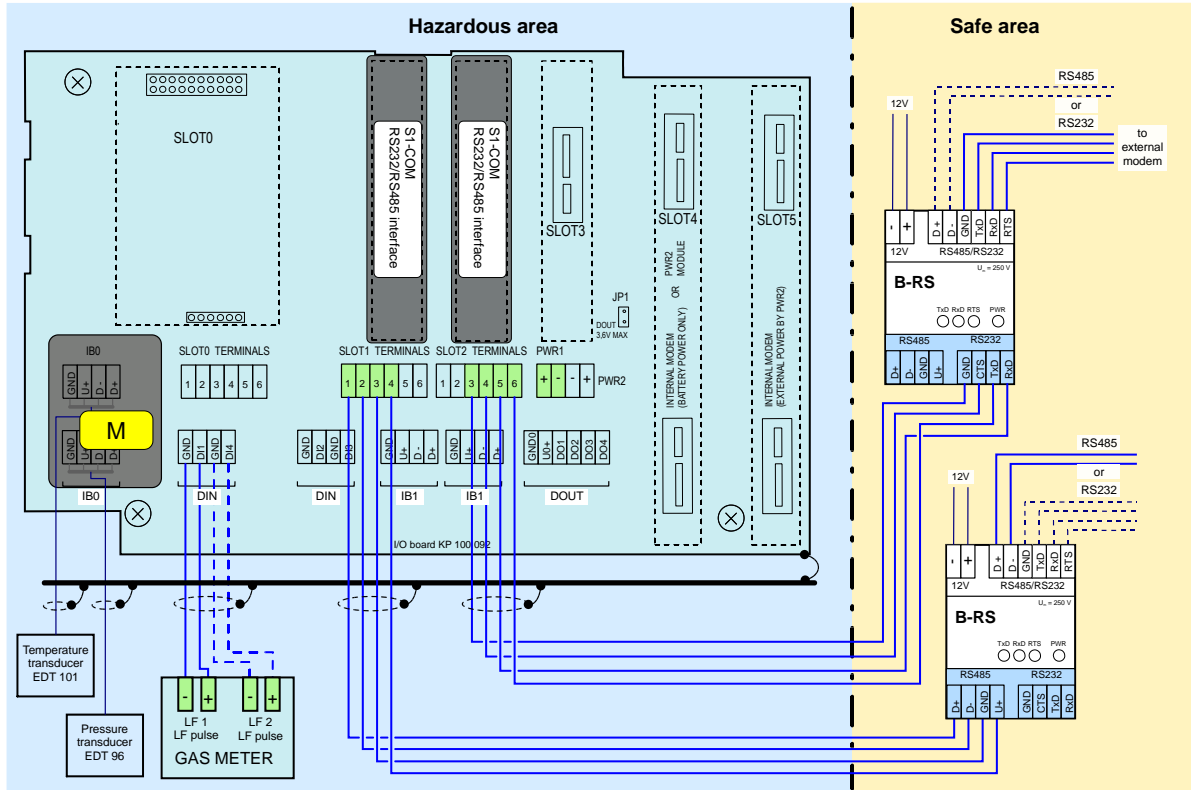 Hazardous area
Safe area
SLOT0
S1-COM
RS232/RS485 interface
S1-COM
RS232/RS485 interface
SLOT3
SLOT4
SLOT5
JP1
DOUT
3,6V MAX
INTERNAL MODEM
(BATTERY POWER ONLY)
OR
PWR2
MODULE
INTERNAL MODEM
(EXTERNAL POWER BY PWR2)
IB0
GND U+ D - D+
M
IB0
SLOT0 TERMINALS
1 2 3 4 5 6
SLOT1 TERMINALS
1 2 3 4 5 6
SLOT2 TERMINALS
1 2 3 4 5 6
PWR1
+ - - +
PWR2
GND DI1 GND DI4
DIN
GND DI2 GND DI3
DIN
GND U+ D - D+
IB1
GND U+ D - D+
IB1
GND0 U0+ DO1 DO2 DO3 DO4
DOUT
I/O board KP 100 092
Temperature
transducer
EDT 101
Pressure
transducer
EDT 96
- + - +
LF 1
LF pulse
LF 2
LF pulse
GAS METER
RS485
or
RS232
12V
to
external
modem
- + D + D - GND TxD RxD RTS
12V
RS485/RS232
U m = 250 V
B-RS
TxD RxD RTS PWR
RS485
RS232
D+ D- GND U+ GND CTS TxD RxD
RS485
or
RS232
12V
- + D + D - GND TxD RxD RTS
12V
RS485/RS232
U m = 250 V
B-RS
TxD RxD RTS PWR
RS485
RS232
D+ D- GND U+ GND CTS TxD RxD